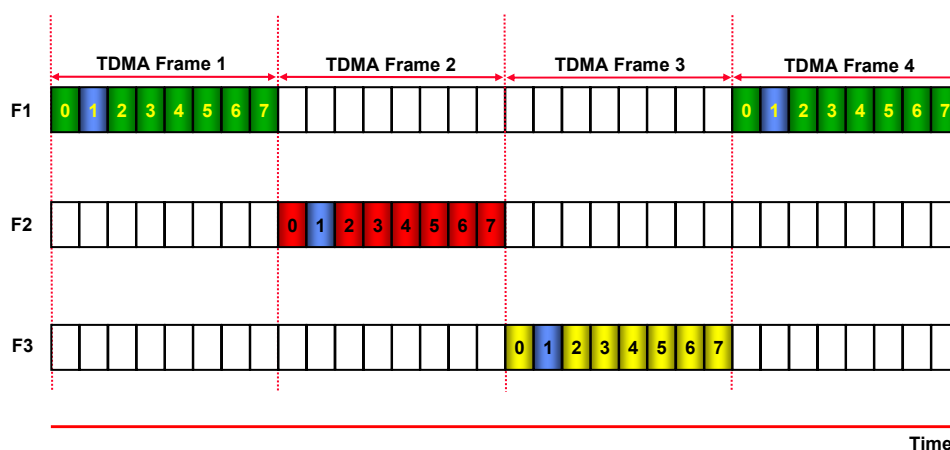 TDMA Frame 1 TDMA Frame 2 TDMA Frame 3 TDMA Frame 4
F1 0 1 2 3 4 5 6 7 0 1 2 3 4 5 6 7
F2 0 1 2 3 4 5 6 7
F3 0 1 2 3 4 5 6 7
Time